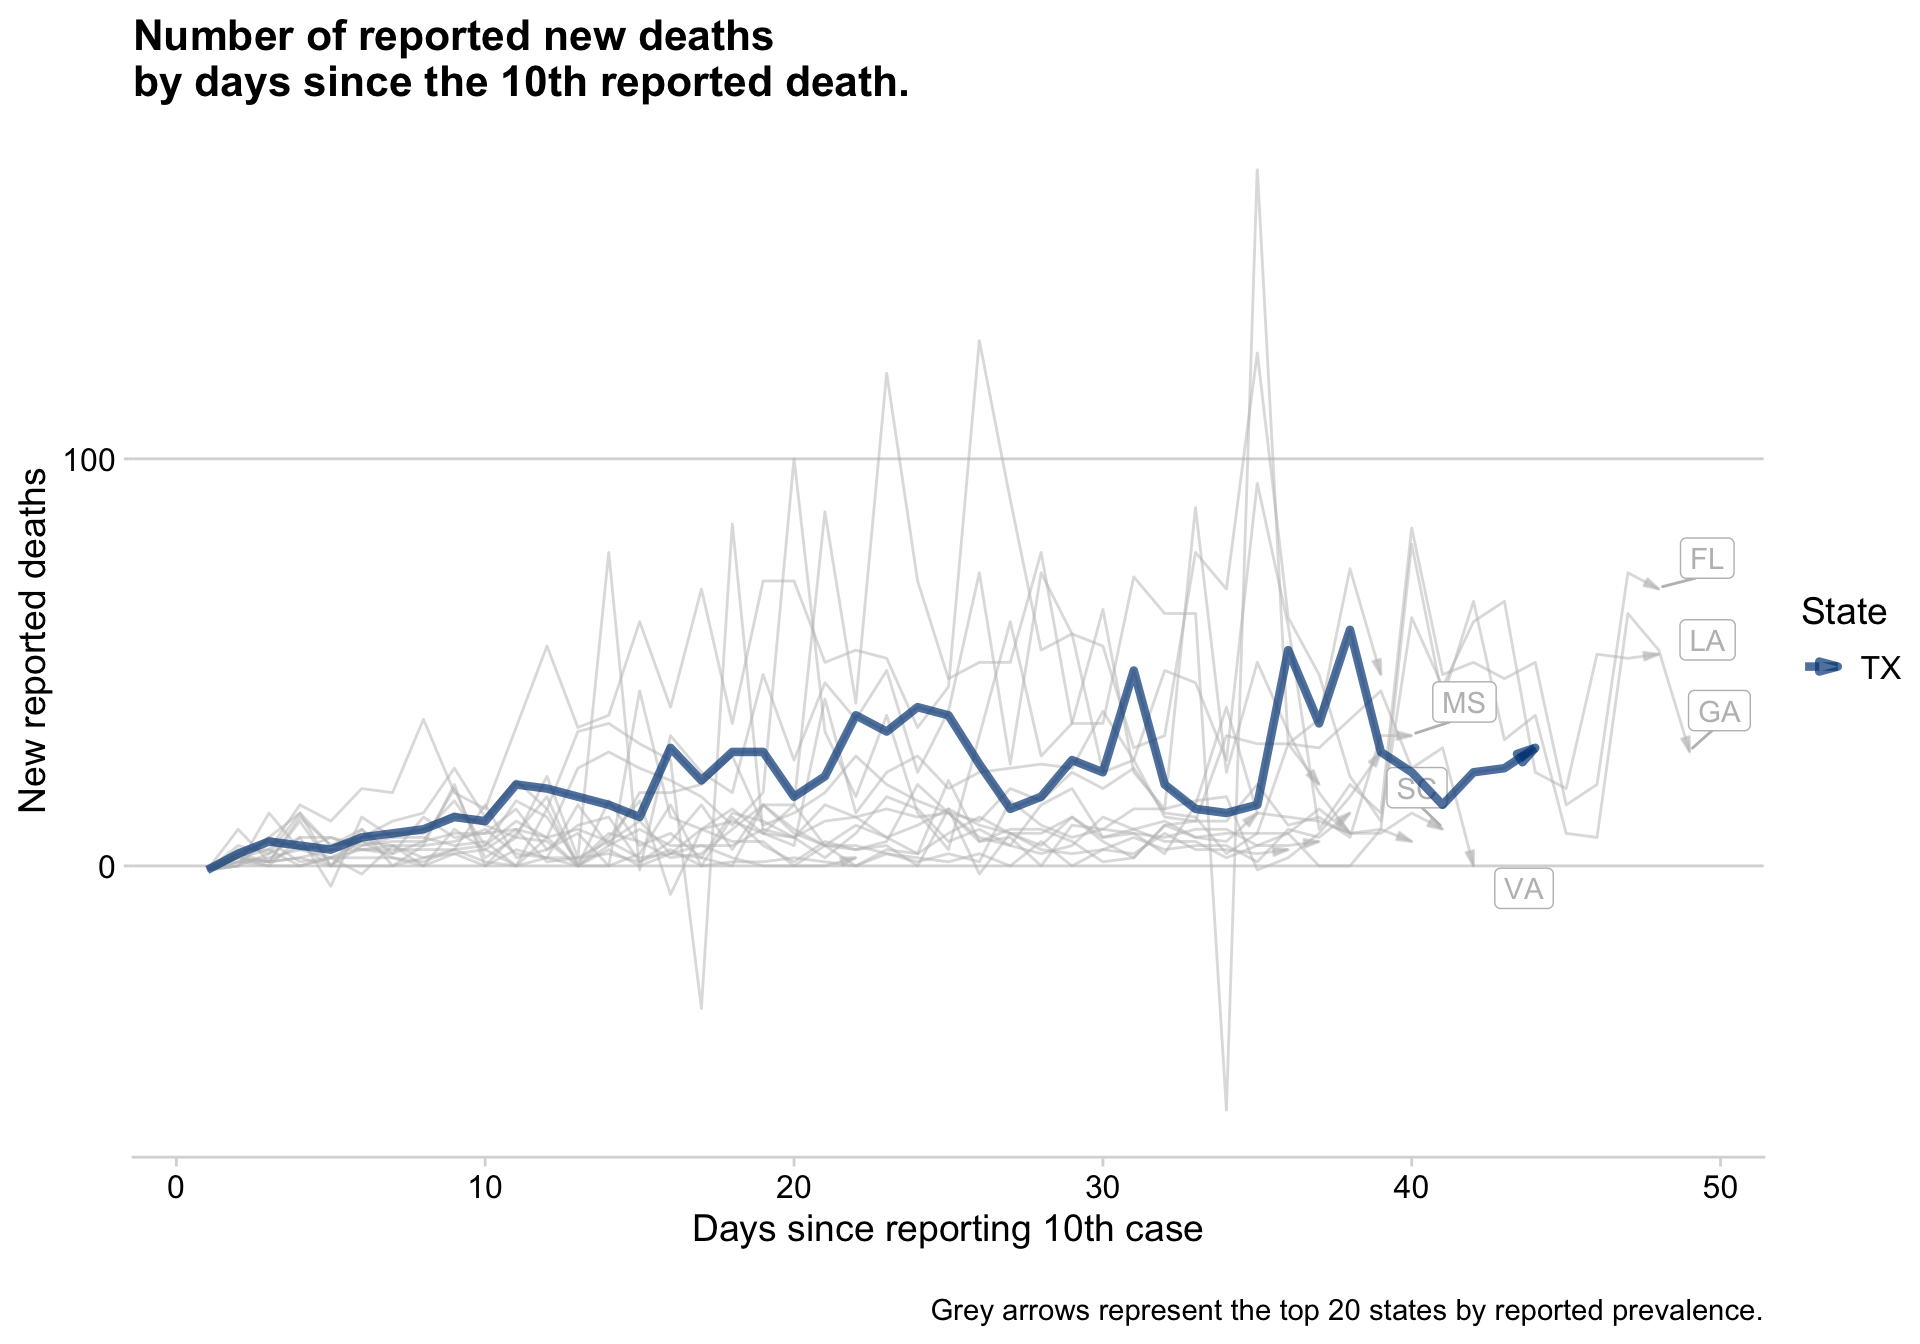 Number of reported new deaths
by days since the 10th reported death.
New reported deaths
100
0
FL
LA
MS
GA
SC
VA
State
TX
0 10 20 30 40 50
Days since reporting 10th case
Grey arrows represent the top 20 states by reported prevalence.